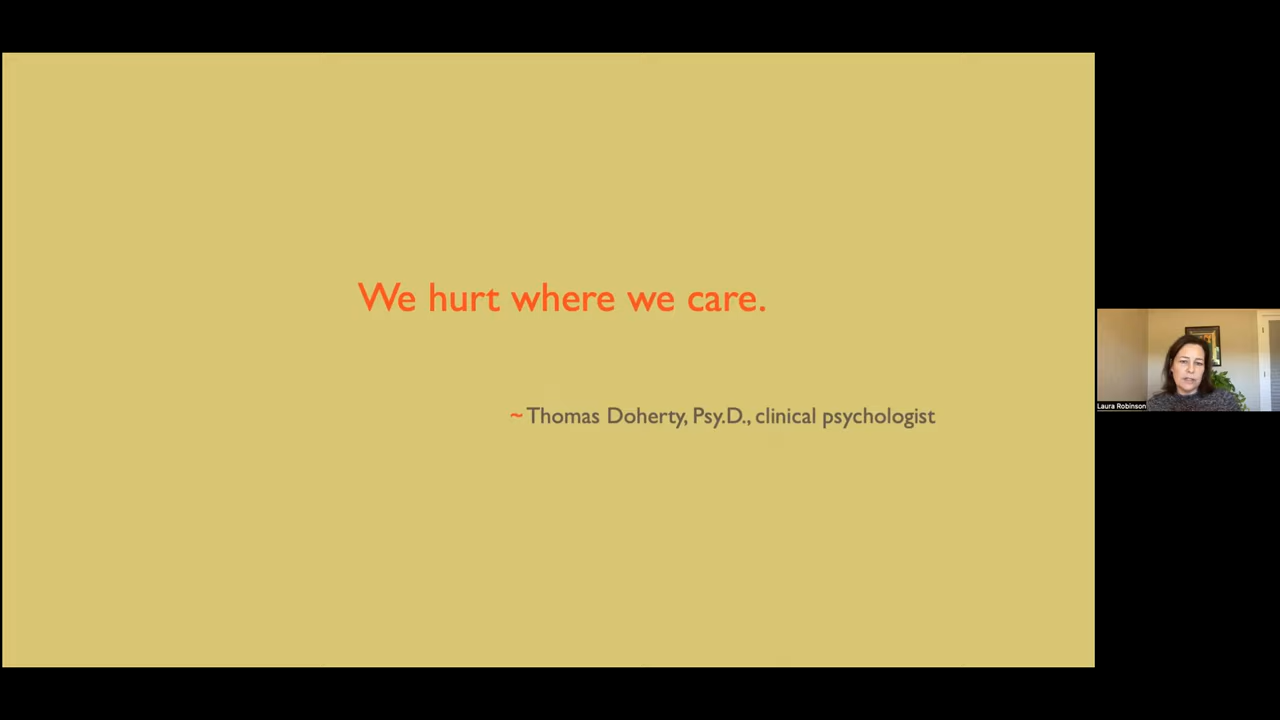 We hurt where we care.
~ Thomas Doherty, Psy.D., clinical psychologist
Laura Robinson